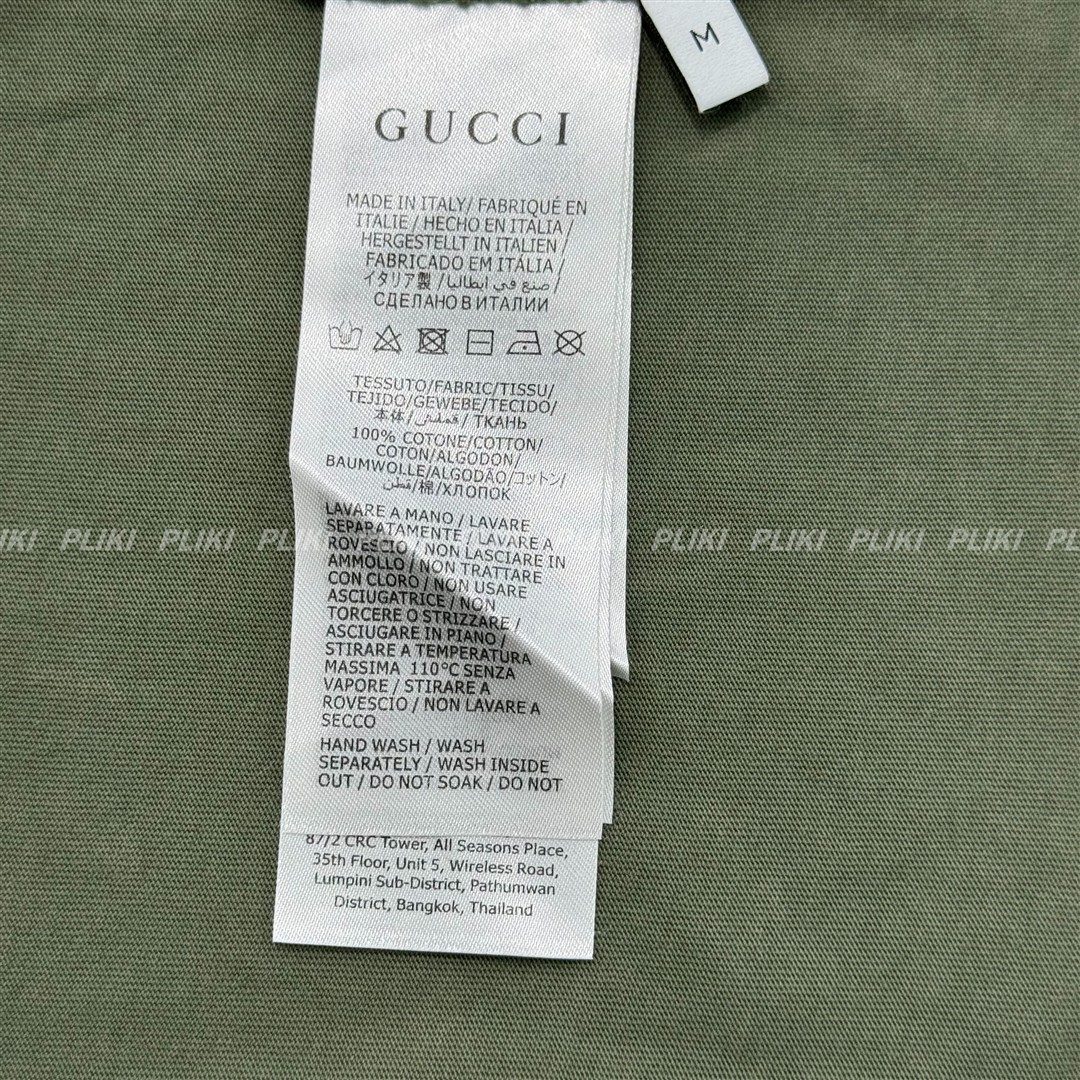 M
GUCCI
MADE IN ITALY/ FABRIQUÉ EN
ITALIE / HECHO EN ITALIA /
HERGESTELLT IN ITALIEN /
FABRICADO EM ITÁLIA /
イタリア製 / صنع في ايطاليا /
СДЕЛАНО В ИТАЛИИ
TESSUTO/FABRIC/TISSU/
TEJIDO/GEWEBE/TECIDO/
本体 / / ТКАНЬ
100% COTONE/COTTON/
COTON/ALGODON/
BAUMWOLLE/ALGODÃO/コットン/
قطن/棉/ХЛОПОК
LAVARE A MANO / LAVARE
SEPARATAMENTE / LAVARE A
ROVESCIO / NON LASCIARE IN
AMMOLLO / NON TRATTARE
CON CLORO / NON USARE
ASCIUGATRICE / NON
TORCERE O STRIZZARE /
ASCIUGARE IN PIANO /
STIRARE A TEMPERATURA
MASSIMA 110°C SENZA
VAPORE / STIRARE A
ROVESCIO / NON LAVARE A
SECCO
HAND WASH / WASH
SEPARATELY / WASH INSIDE
OUT / DO NOT SOAK / DO NOT
87/2 CRC Tower, All Seasons Place,
35th Floor, Unit 5, Wireless Road,
Lumpini Sub-District, Pathumwan
District, Bangkok, Thailand
PLIKI PLIKI PLIKI PLIKI PLIKI